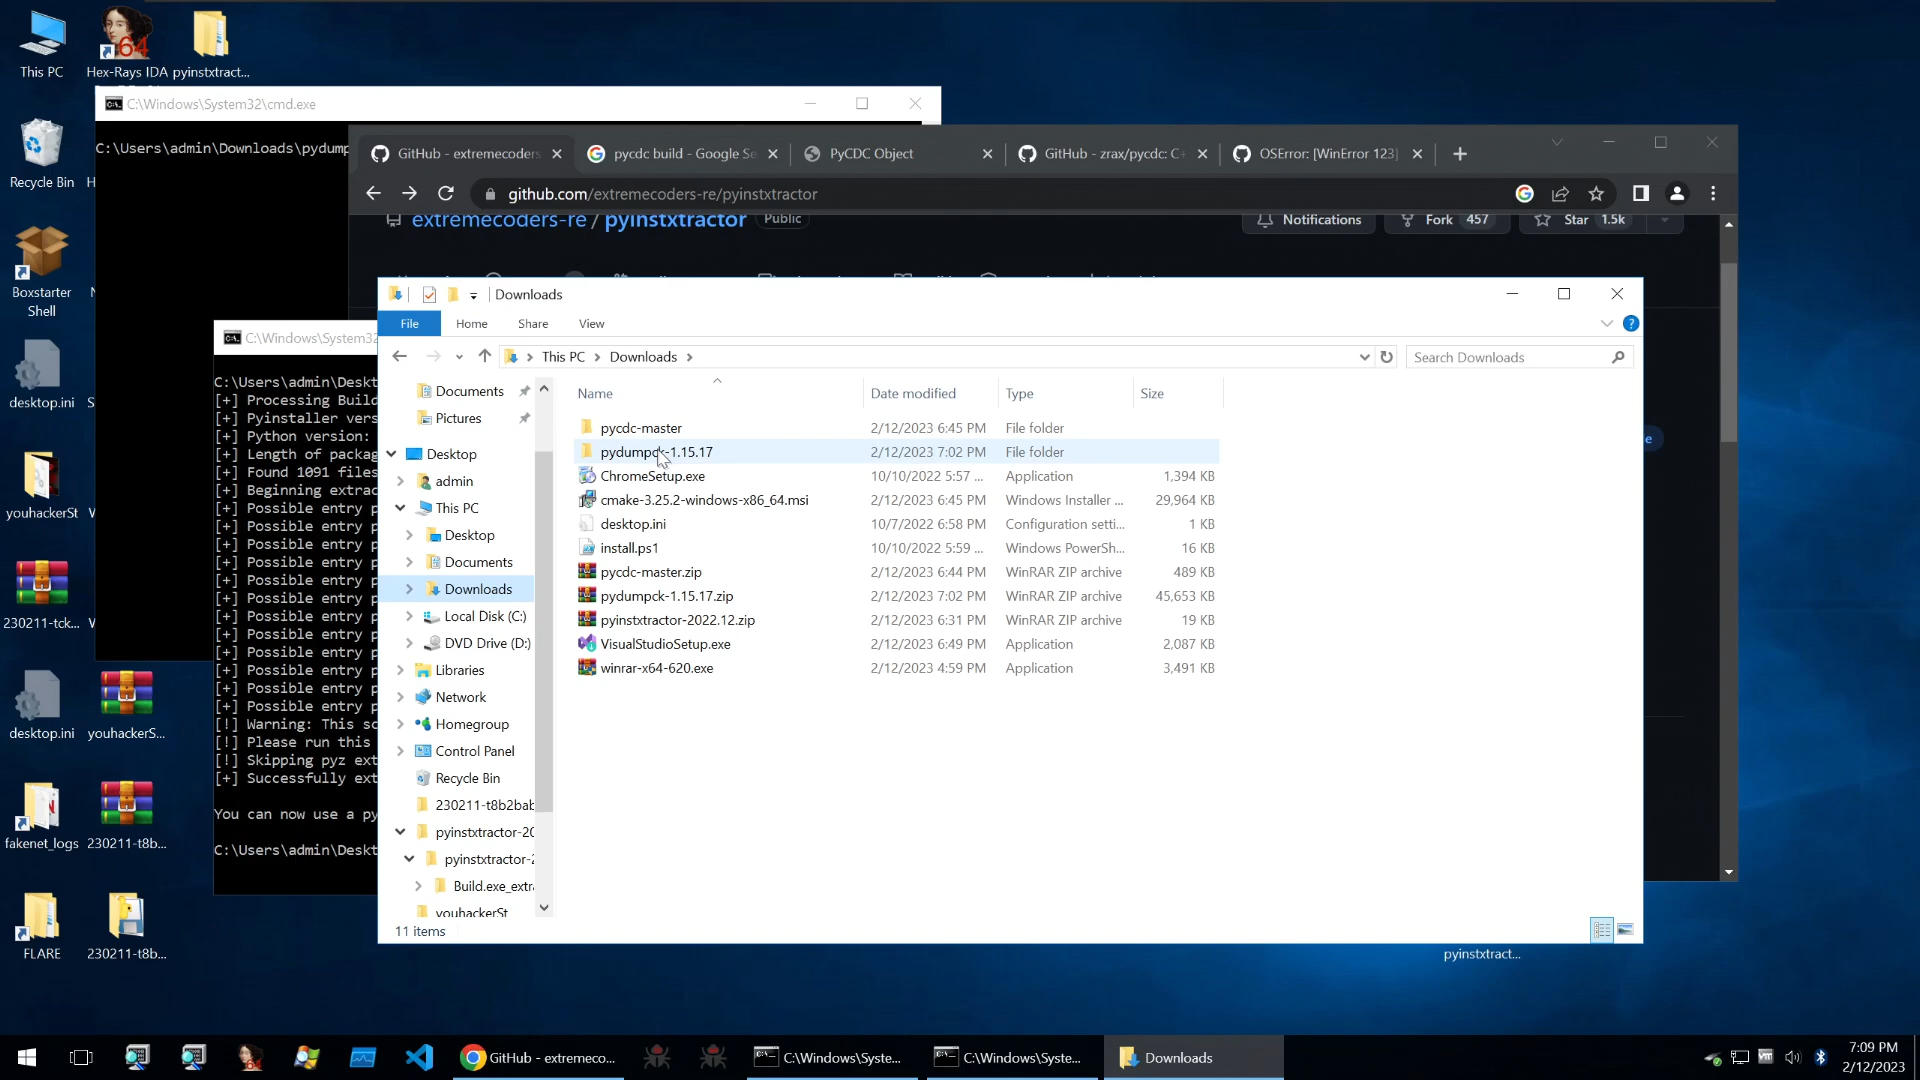 This PC
Hex-Rays IDA
pyinstxtract...
Recycle Bin
Boxstarter
Shell
desktop.ini
youhackerSt
230211-tck...
desktop.ini
youhackerS...
fakenet_logs
230211-t8b...
FLARE
230211-t8b...
C:\Windows\System32\cmd.exe
C:\Users\admin\Downloads\pydump
GitHub - extremecoders
pycdc build - Google Se
PyCDC Object
GitHub - zrax/pycdc: C+
OSError: [WinError 123]
github.com/extremecoders-re/pyinstxtractor
extremecoders-re / pyinstxtractor
Public
Notifications
Fork 457
Star 1.5k
C:\Windows\System32
C:\Users\admin\Deskt
[+] Processing Build
[+] Pyinstaller vers
[+] Python version:
[+] Length of packag
[+] Found 1091 files
[+] Beginning extrac
[+] Possible entry p
[+] Possible entry p
[+] Possible entry p
[+] Possible entry p
[+] Possible entry p
[+] Possible entry p
[+] Possible entry p
[+] Possible entry p
[+] Possible entry p
[+] Possible entry p
[+] Possible entry p
[+] Possible entry p
[!] Warning: This sc
[!] Please run this
[!] Skipping pyz ext
[+] Successfully ext
You can now use a py
C:\Users\admin\Deskt
Downloads
File Home Share View
This PC > Downloads >
Search Downloads
Documents
Pictures
Desktop
admin
This PC
Desktop
Documents
Downloads
Local Disk (C:)
DVD Drive (D:)
Libraries
Network
Homegroup
Control Panel
Recycle Bin
230211-t8b2bab
pyinstxtractor-20
pyinstxtractor-2
Build.exe_extra
youhackerSt
Name Date modified Type Size
pycdc-master 2/12/2023 6:45 PM File folder
pydumpck-1.15.17 2/12/2023 7:02 PM File folder
ChromeSetup.exe 10/10/2022 5:57 ... Application 1,394 KB
cmake-3.25.2-windows-x86_64.msi 2/12/2023 6:45 PM Windows Installer ... 29,964 KB
desktop.ini 10/7/2022 6:58 PM Configuration setti... 1 KB
install.ps1 10/10/2022 5:59 ... Windows PowerSh... 16 KB
pycdc-master.zip 2/12/2023 6:44 PM WinRAR ZIP archive 489 KB
pydumpck-1.15.17.zip 2/12/2023 7:02 PM WinRAR ZIP archive 45,653 KB
pyinstxtractor-2022.12.zip 2/12/2023 6:31 PM WinRAR ZIP archive 19 KB
VisualStudioSetup.exe 2/12/2023 6:49 PM Application 2,087 KB
winrar-x64-620.exe 2/12/2023 4:59 PM Application 3,491 KB
11 items
pyinstxtract...
GitHub - extremeco...
C:\Windows\Syste...
C:\Windows\Syste...
Downloads
7:09 PM
2/12/2023